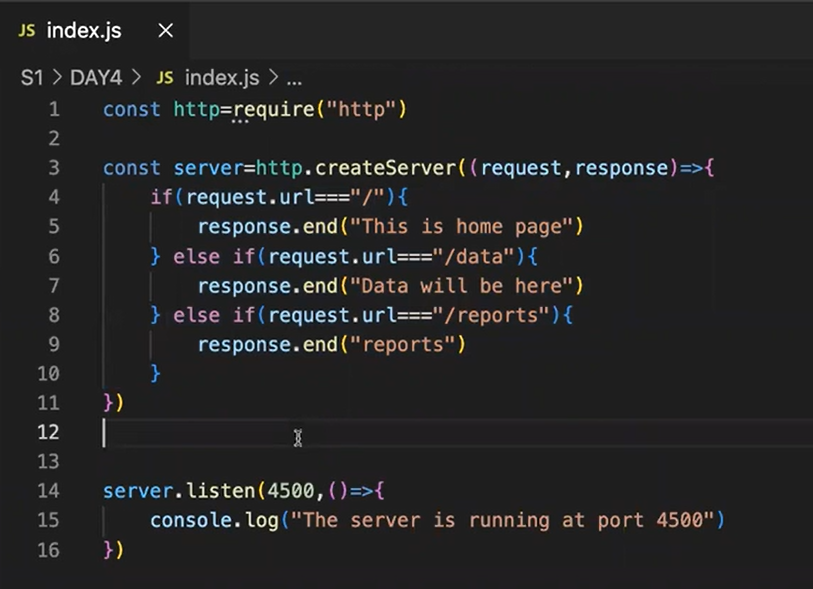 JS index.js ×
S1 > DAY4 > JS index.js > ...
1 const http=require("http")
2
3 const server=http.createServer((request,response)=>{
4     if(request.url==="/"){
5         response.end("This is home page")
6     } else if(request.url==="/data"){
7         response.end("Data will be here")
8     } else if(request.url==="/reports"){
9         response.end("reports")
10     }
11 })
12
13
14 server.listen(4500,()=>{
15     console.log("The server is running at port 4500")
16 })